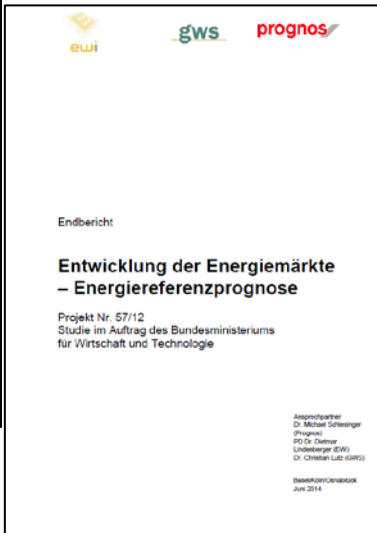 ewi
gws
prognos
Endbericht
Entwicklung der Energiemärkte
– Energiereferenzprognose
Projekt Nr. 57/12
Studie im Auftrag des Bundesministeriums
für Wirtschaft und Technologie
Ansprechpartner
Dr. Michael Schlesinger
(Prognos)
PD Dr. Dietmar
Lindenberger (EWI)
Dr. Christian Lutz (GWS)
Basel/Köln/Osnabrück
Juni 2014